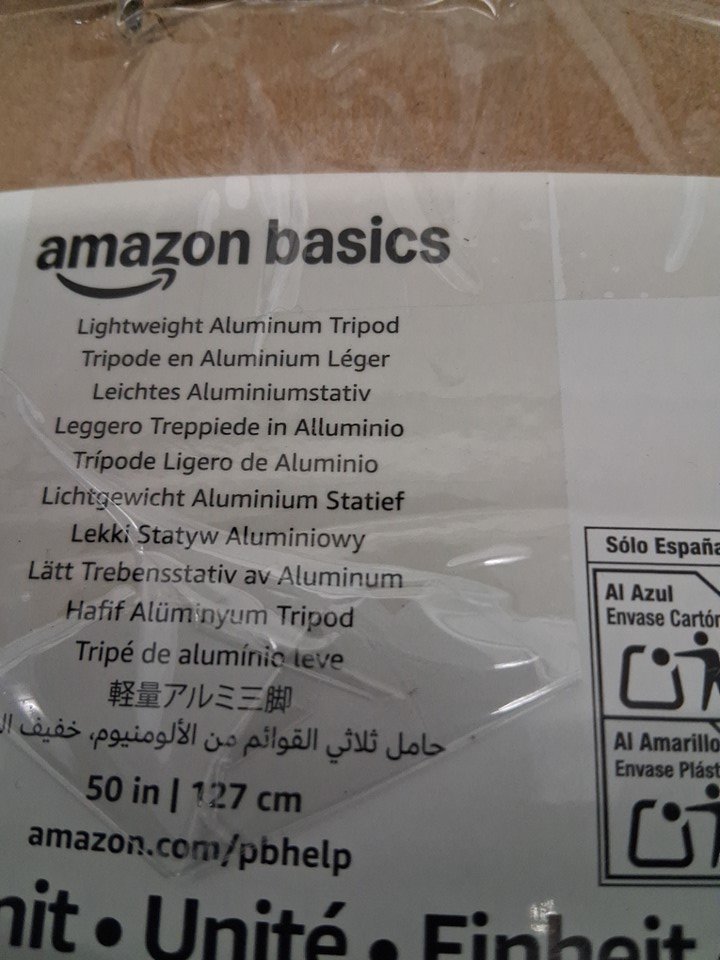 amazon basics
Lightweight Aluminum Tripod
Tripode en Aluminium Léger
Leichtes Aluminiumstativ
Leggero Treppiede in Alluminio
Trípode Ligero de Aluminio
Lichtgewicht Aluminium Statief
Lekki Statyw Aluminiowy
Lätt Trebensstativ av Aluminum
Hafif Alüminyum Tripod
Tripé de alumínio leve
軽量アルミ三脚
حامل ثلاثي القوائم من الألومنيوم، خفيف
50 in | 127 cm
amazon.com/pbhelp
• Unité • Einheit
Sólo España
Al Azul
Envase Cartón
Al Amarillo
Envase